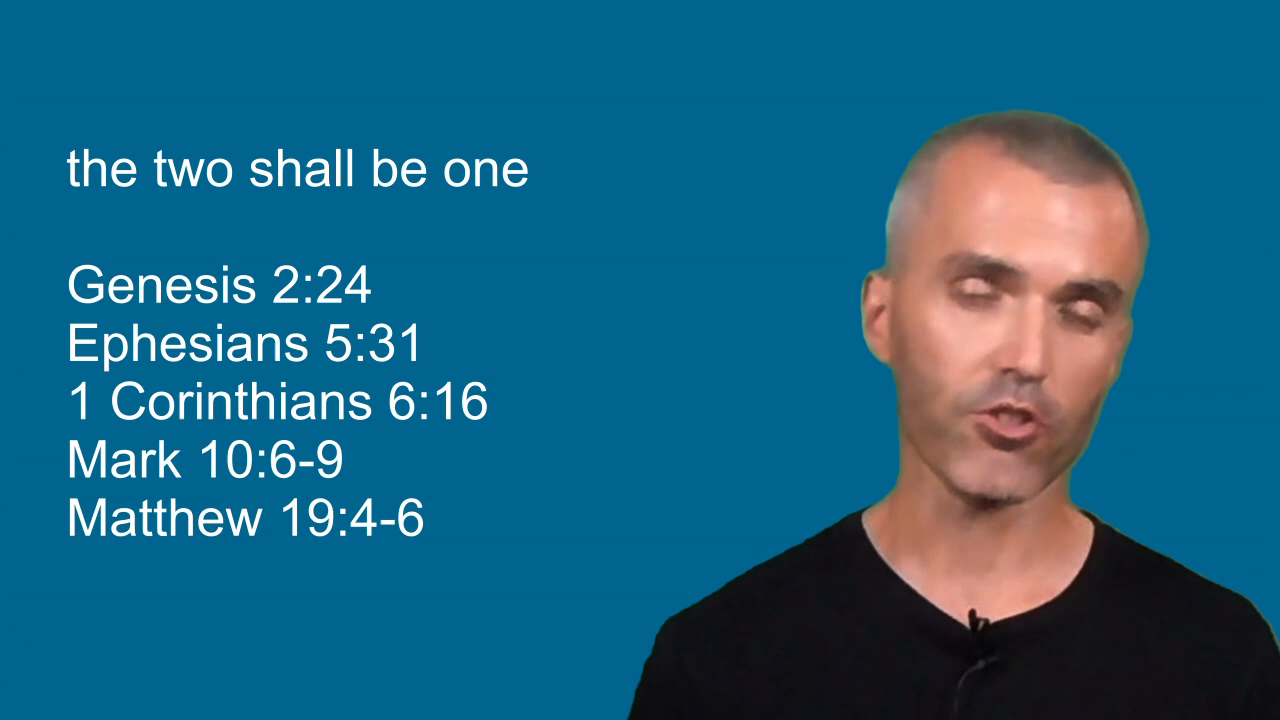 the two shall be one
Genesis 2:24
Ephesians 5:31
1 Corinthians 6:16
Mark 10:6-9
Matthew 19:4-6